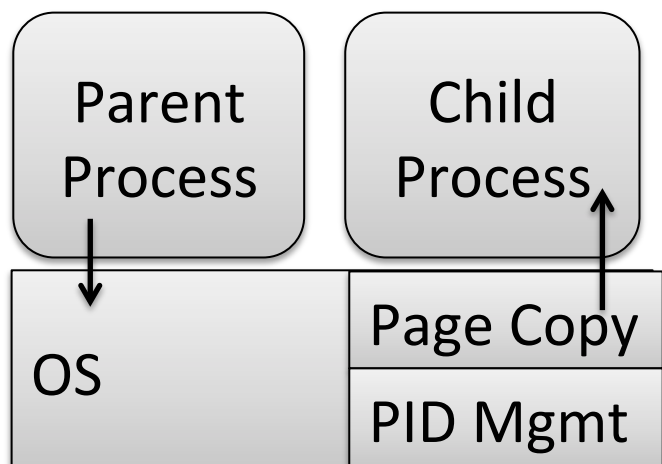 Parent
Process
Child
Process
OS
Page Copy
PID Mgmt